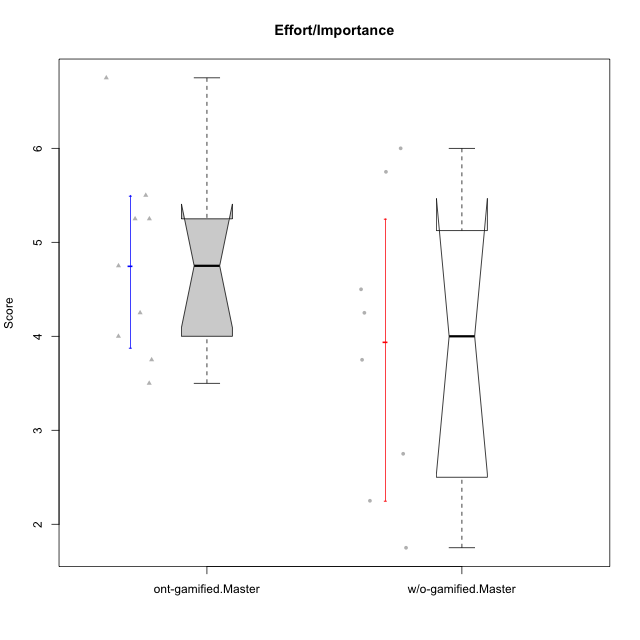 Effort/Importance
6
5
4
3
2
Score
ont-gamified.Master
w/o-gamified.Master